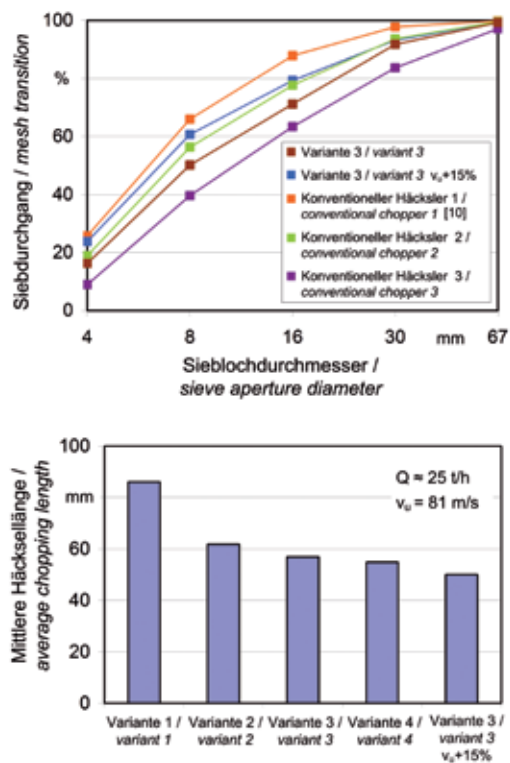 Siebdurchgang / mesh transition
100
%
60
40
20
0
Variante 3 / variant 3
Variante 3 / variant 3 vᵤ+15%
Konventioneller Häcksler 1 /
conventional chopper 1 [10]
Konventioneller Häcksler 2 /
conventional chopper 2
Konventioneller Häcksler 3 /
conventional chopper 3
4 8 16 30 mm 67
Sieblochdurchmesser /
sieve aperture diameter
Mittlere Häcksellänge /
average chopping length
100
mm
60
40
20
0
Q ≈ 25 t/h
vᵤ = 81 m/s
Variante 1 / Variante 2 / Variante 3 / Variante 4 / Variante 3 /
variant 1 variant 2 variant 3 variant 4 variant 3
vᵤ+15%